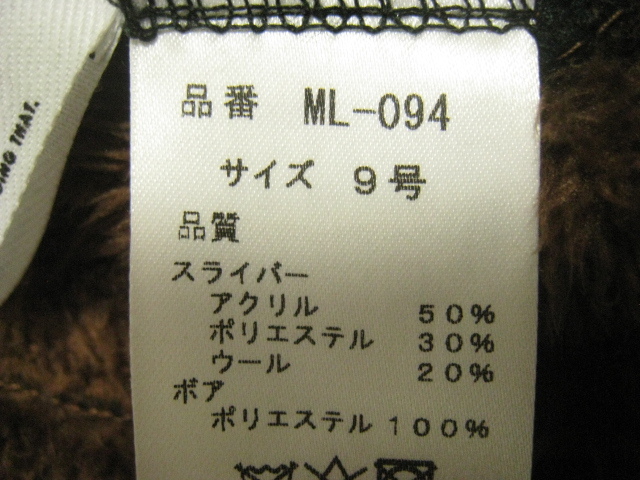 DING THAT.
品番 ML-094
サイズ 9号
品質
スライバー
アクリル 50%
ポリエステル 30%
ウール 20%
ボア
ポリエステル 100%